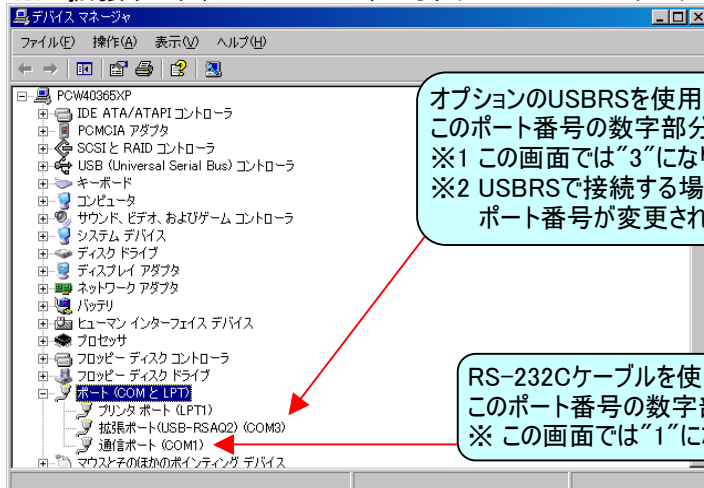 デバイス マネージャ
ファイル(F) 操作(A) 表示(V) ヘルプ(H)
PCW40365XP
IDE ATA/ATAPI コントローラ
PCMCIA アダプタ
SCSI と RAID コントローラ
USB (Universal Serial Bus) コントローラ
キーボード
コンピュータ
サウンド、ビデオ、およびゲーム コントローラ
システム デバイス
ディスク ドライブ
ディスプレイ アダプタ
ネットワーク アダプタ
バッテリ
ヒューマン インターフェイス デバイス
プロセッサ
フロッピー ディスク コントローラ
フロッピー ディスク ドライブ
ポート (COM と LPT)
プリンタ ポート (LPT1)
拡張ポート(USB-RSAQ2) (COM3)
通信ポート (COM1)
マウスとそのほかのポインティング デバイス
オプションのUSBRSを使用
このポート番号の数字部分
※1 この画面では"3"にな
※2 USBRSで接続する場
ポート番号が変更され
RS-232Cケーブルを使
このポート番号の数字
※ この画面では"1"に